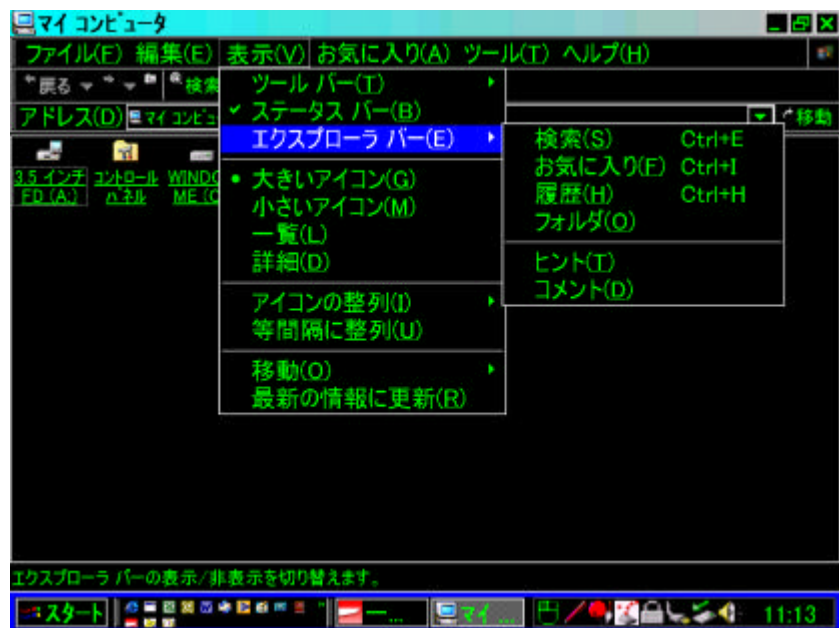 マイ コンピュータ
ファイル(F) 編集(E) 表示(V) お気に入り(A) ツール(T) ヘルプ(H)
戻る 検索
アドレス(D) マイ コンピュ 移動
ツール バー(T)
ステータス バー(B)
エクスプローラ バー(E)
大きいアイコン(G)
小さいアイコン(M)
一覧(L)
詳細(D)
アイコンの整列(I)
等間隔に整列(U)
移動(O)
最新の情報に更新(R)
検索(S) Ctrl+E
お気に入り(F) Ctrl+I
履歴(H) Ctrl+H
フォルダ(O)
ヒント(T)
コメント(D)
3.5 インチ FD (A:)
コントロール パネル
WINDO ME (C
エクスプローラ バーの表示/非表示を切り替えます。
スタート 一... マイ ... 11:13